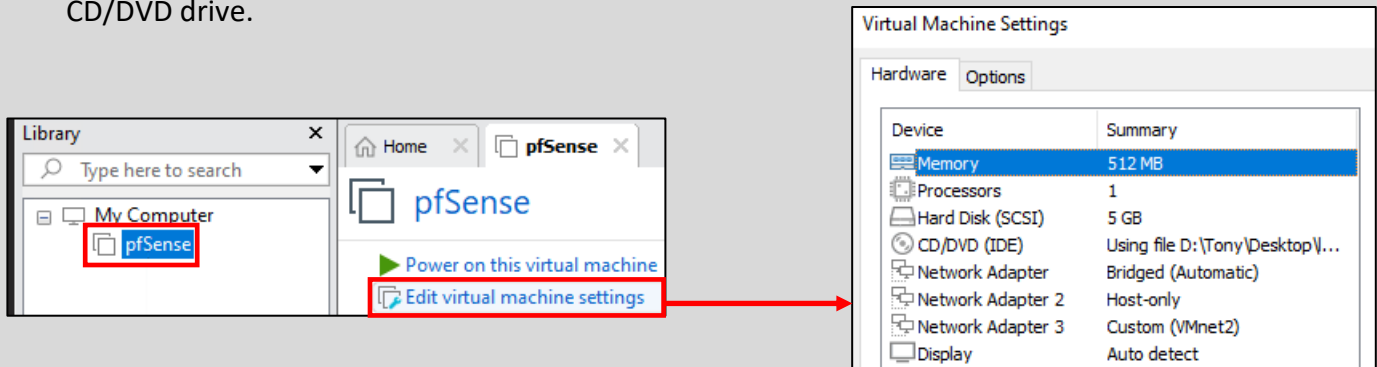 CD/DVD drive.
Library x
Type here to search
My Computer
pfSense
Home
pfSense
pfSense
Power on this virtual machine
Edit virtual machine settings
Virtual Machine Settings
Hardware Options
Device Summary
Memory 512 MB
Processors 1
Hard Disk (SCSI) 5 GB
CD/DVD (IDE) Using file D:\Tony\Desktop\I...
Network Adapter Bridged (Automatic)
Network Adapter 2 Host-only
Network Adapter 3 Custom (VMnet2)
Display Auto detect